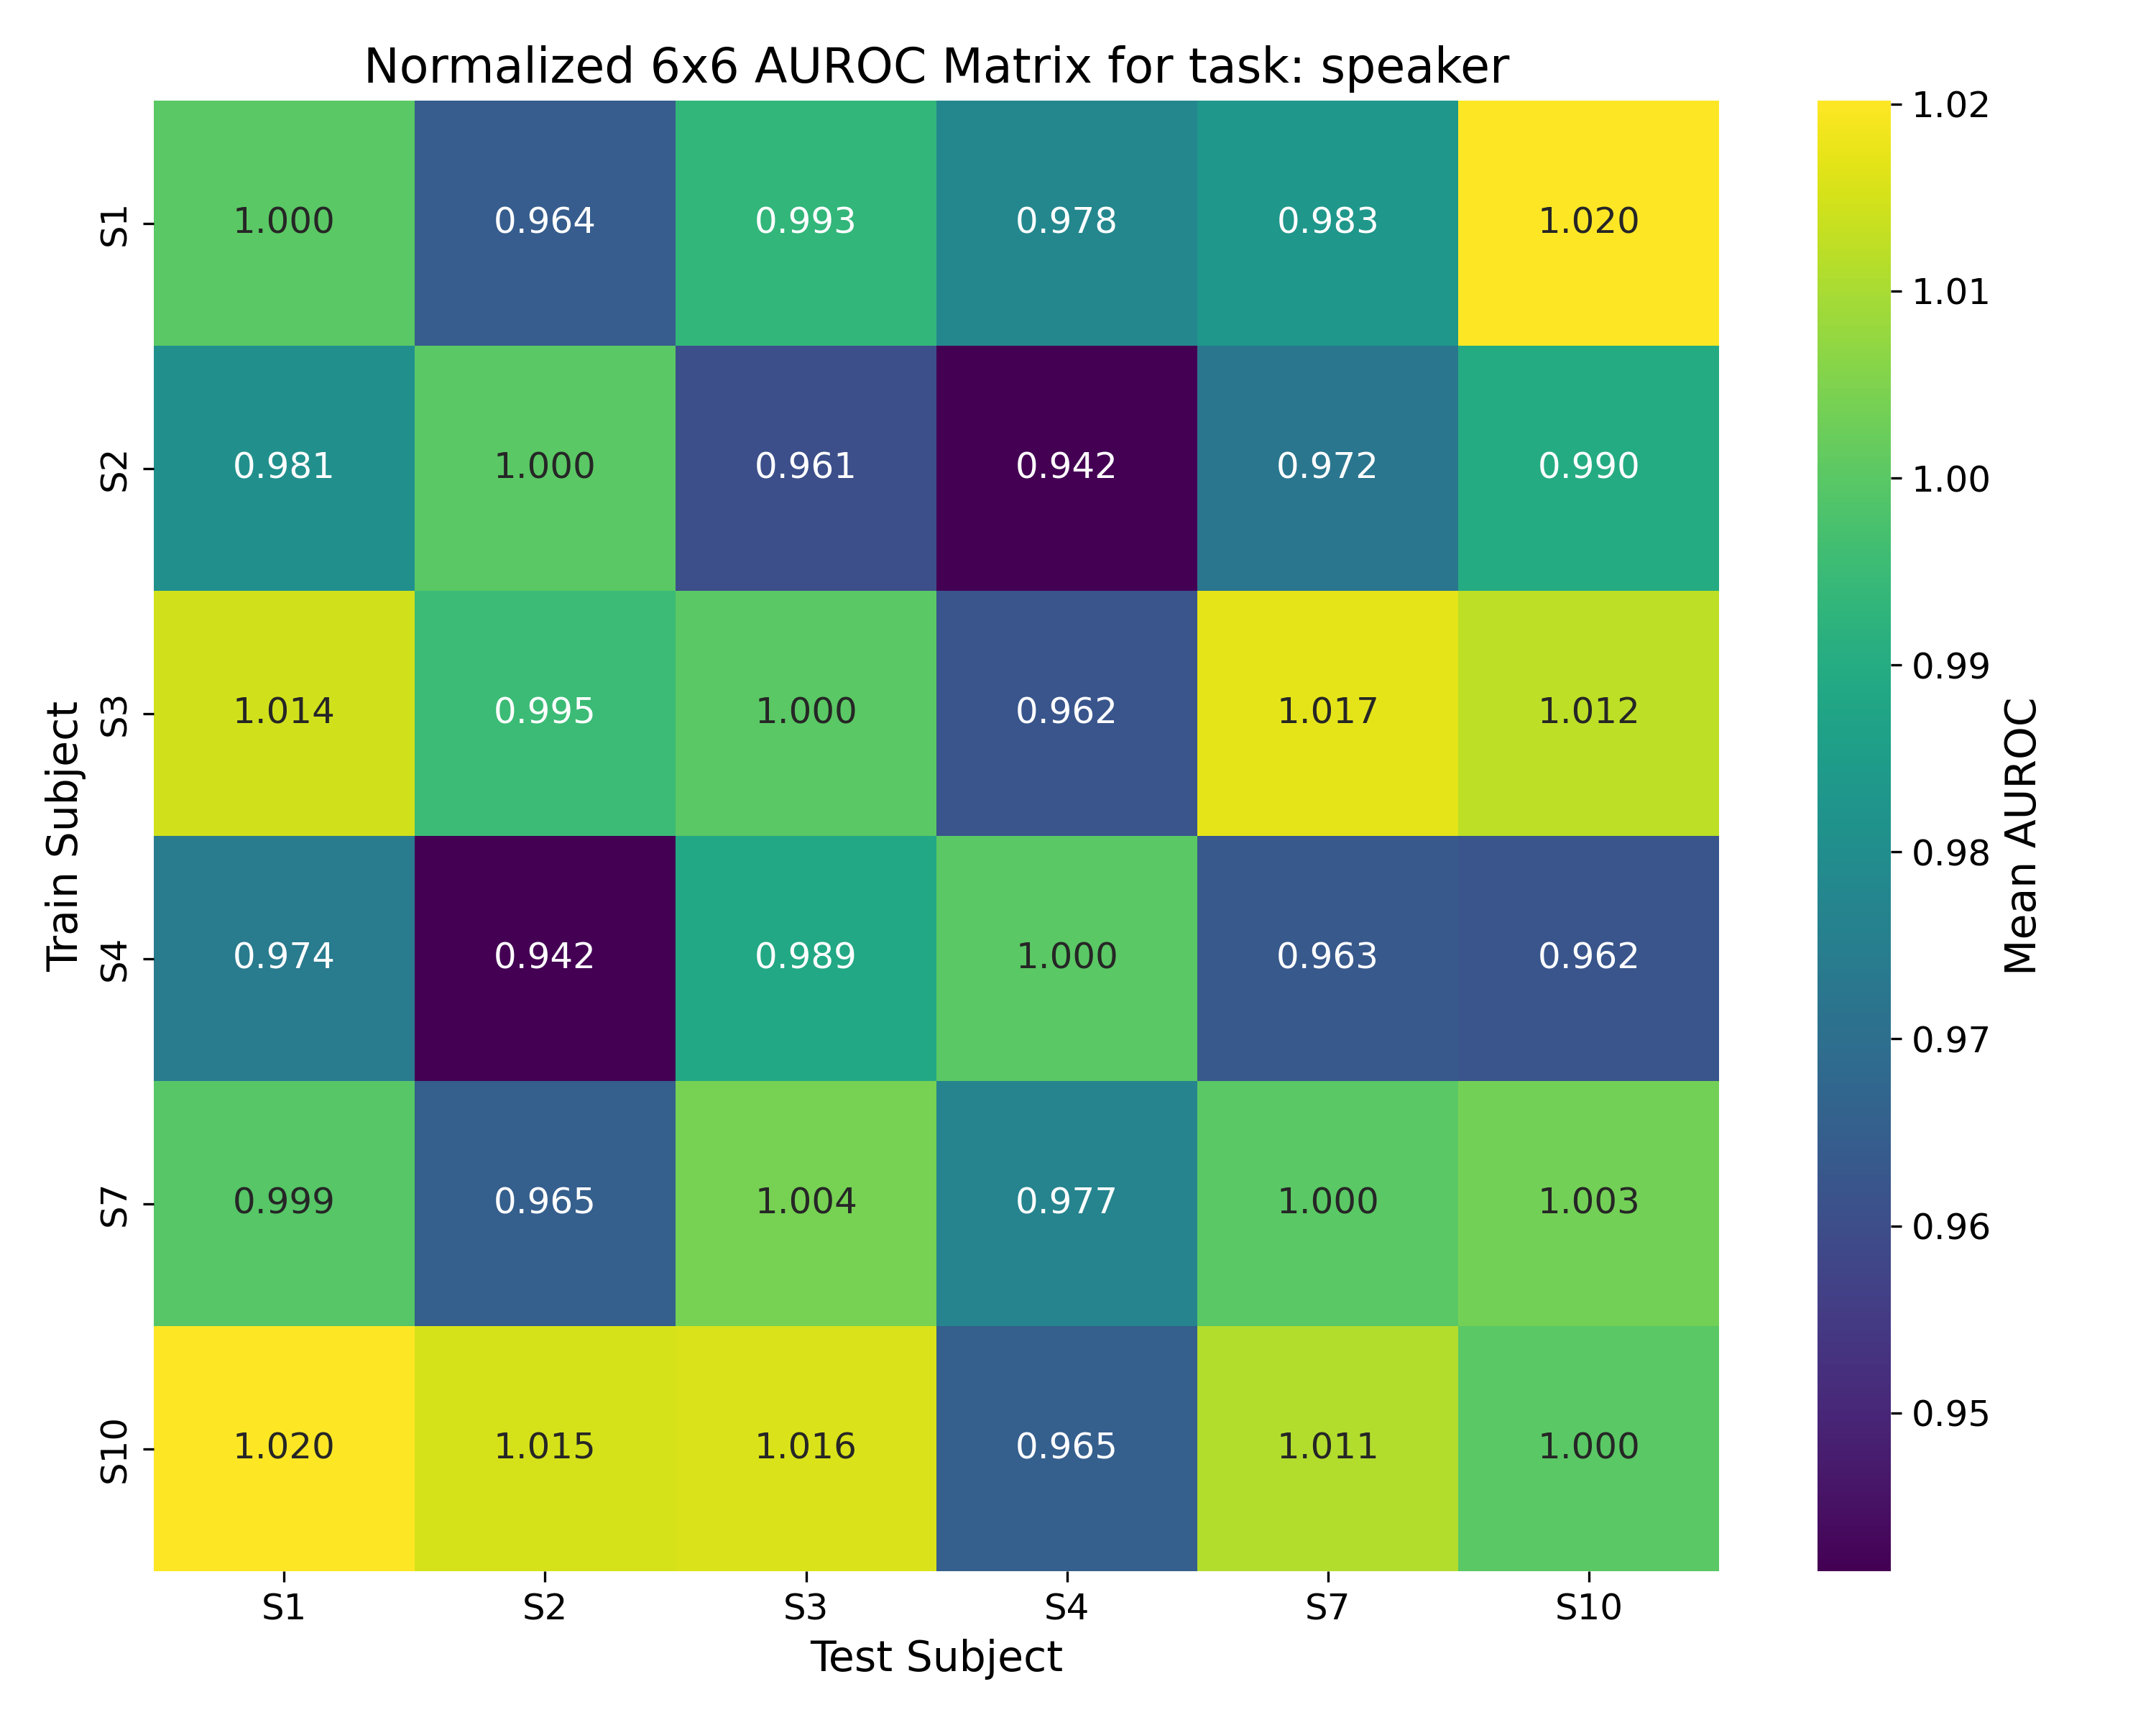 Normalized 6x6 AUROC Matrix for task: speaker
Train Subject
S1 1.000 0.964 0.993 0.978 0.983 1.020
S2 0.981 1.000 0.961 0.942 0.972 0.990
S3 1.014 0.995 1.000 0.962 1.017 1.012
S4 0.974 0.942 0.989 1.000 0.963 0.962
S7 0.999 0.965 1.004 0.977 1.000 1.003
S10 1.020 1.015 1.016 0.965 1.011 1.000
S1 S2 S3 S4 S7 S10
Test Subject
1.02
1.01
1.00
0.99
0.98
0.97
0.96
0.95
Mean AUROC